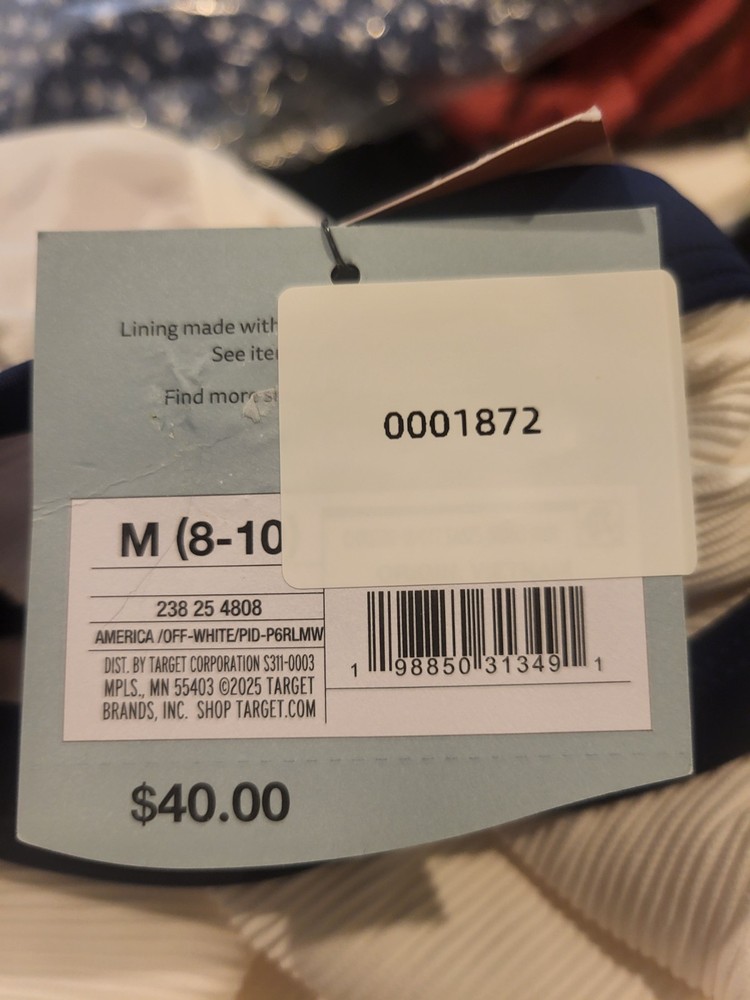 Lining made with
See
Find more
0001872
M (8-10
238 25 4808
AMERICA /OFF-WHITE/PID-P6RLMW
DIST. BY TARGET CORPORATION S311-0003
MPLS., MN 55403 ©2025 TARGET
BRANDS, INC. SHOP TARGET.COM
1 98850 31349 1
$40.00